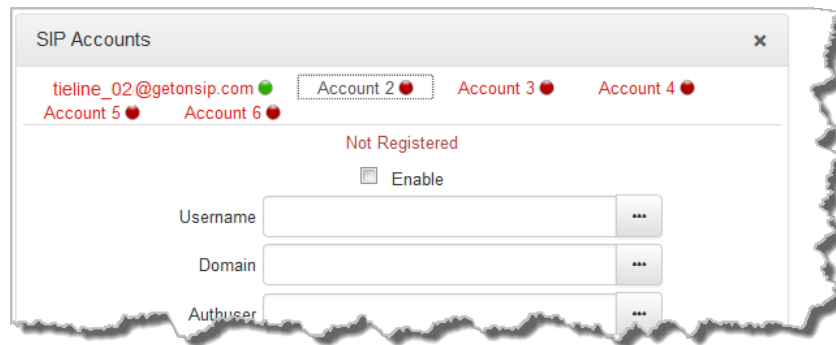 SIP Accounts ×
tieline_02@getonsip.com Account 2 Account 3 Account 4
Account 5 Account 6
Not Registered
Enable
Username ...
Domain ...
Authuser ...